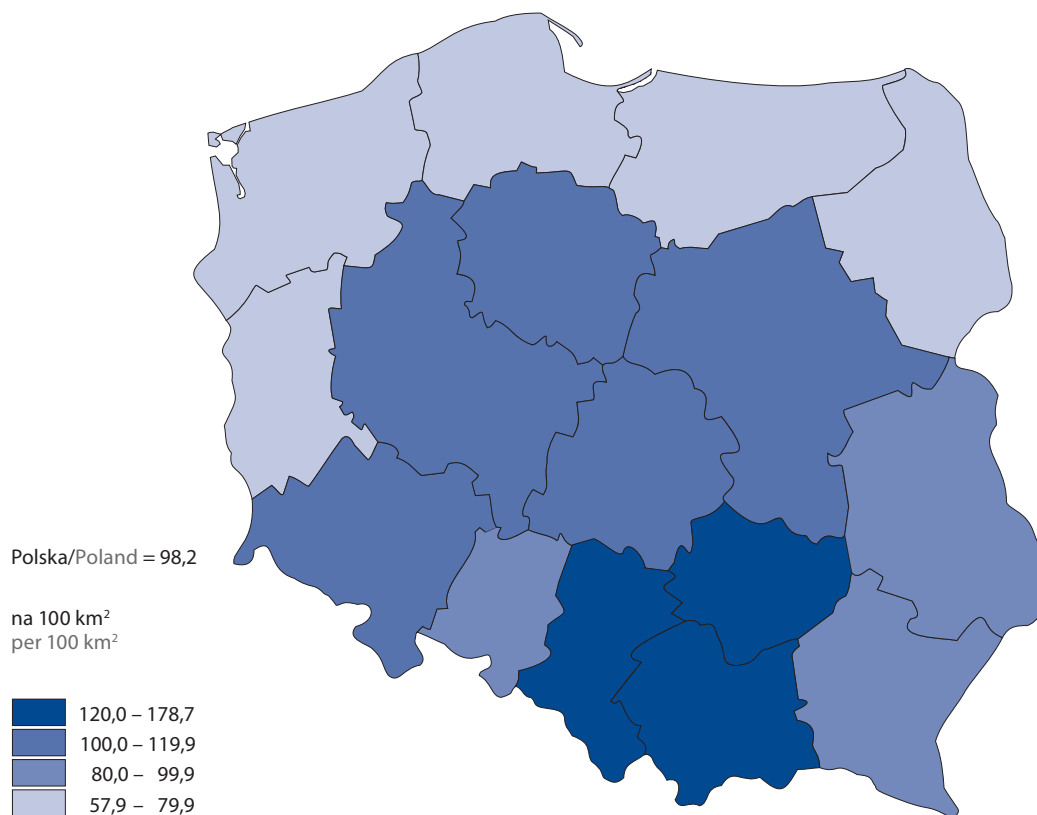 Polska/Poland = 98,2
na 100 km²
per 100 km²
120,0 – 178,7
100,0 – 119,9
80,0 – 99,9
57,9 – 79,9